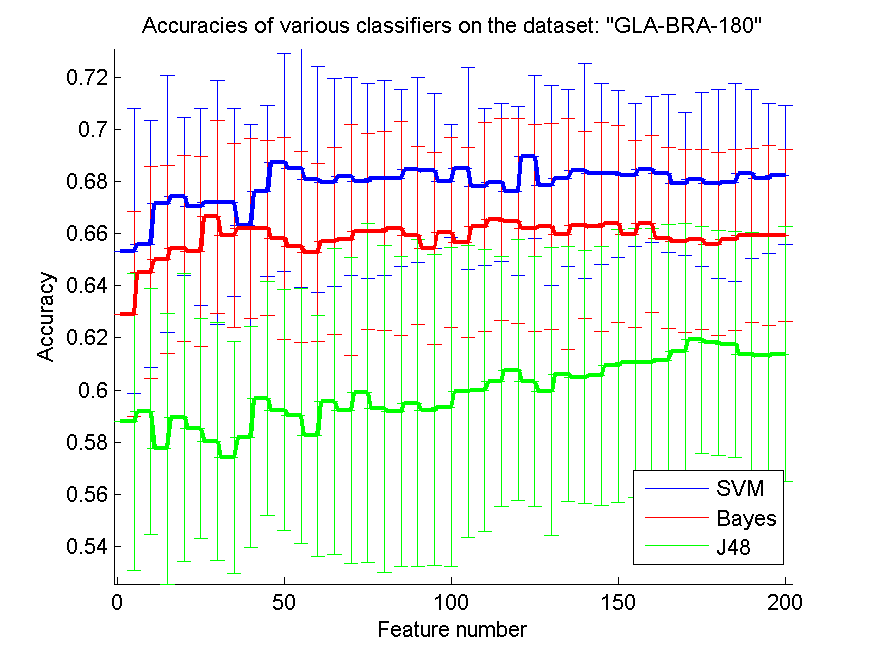 Accuracies of various classifiers on the dataset: "GLA-BRA-180"
0.72
0.7
0.68
0.66
0.64
0.62
0.6
0.58
0.56
0.54
Accuracy
SVM
Bayes
J48
0 50 100 150 200
Feature number